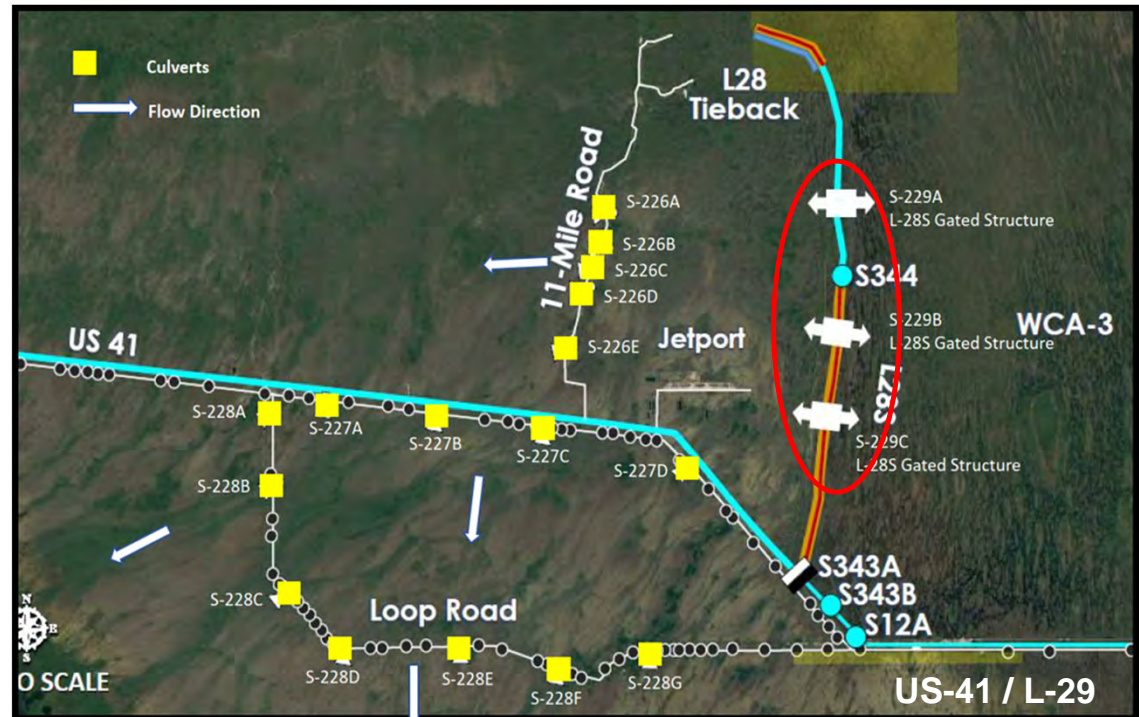 Culverts
Flow Direction
L28
Tieback
11-Mile Road
S-226A
S-226B
S-226C
S-226D
S-226E
S-229A
L-28S Gated Structure
S344
S-229B
L-28S Gated Structure
WCA-3
L28S
S-229C
L-28S Gated Structure
US 41
Jetport
S-228A
S-227A
S-227B
S-227C
S-227D
S-228B
S-228C
Loop Road
S343A
S343B
S12A
S-228D
S-228E
S-228F
S-228G
N
E
S
O SCALE
US-41 / L-29